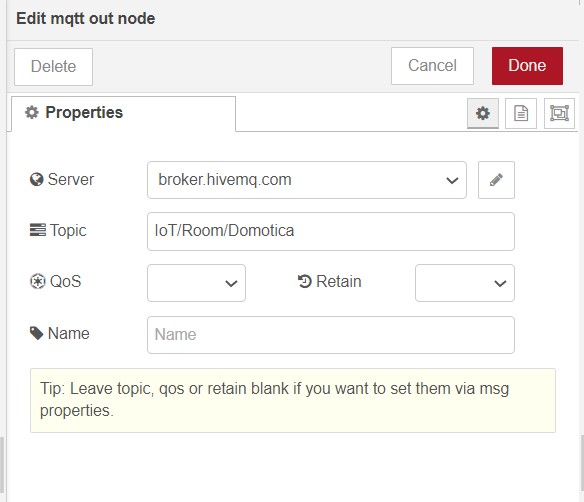 Edit mqtt out node
Delete
Cancel
Done
Properties
Server
broker.hivemq.com
Topic
IoT/Room/Domotica
QoS
Retain
Name
Name
Tip: Leave topic, qos or retain blank if you want to set them via msg
properties.